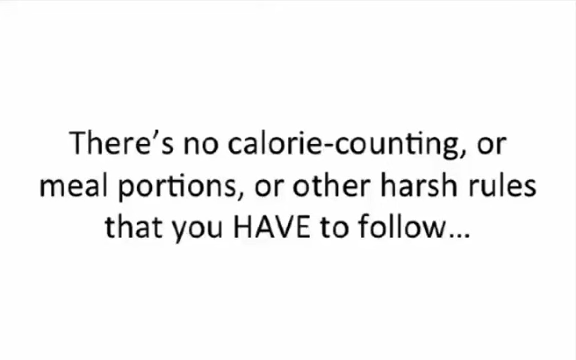 There's no calorie-counting, or
meal portions, or other harsh rules
that you HAVE to follow...